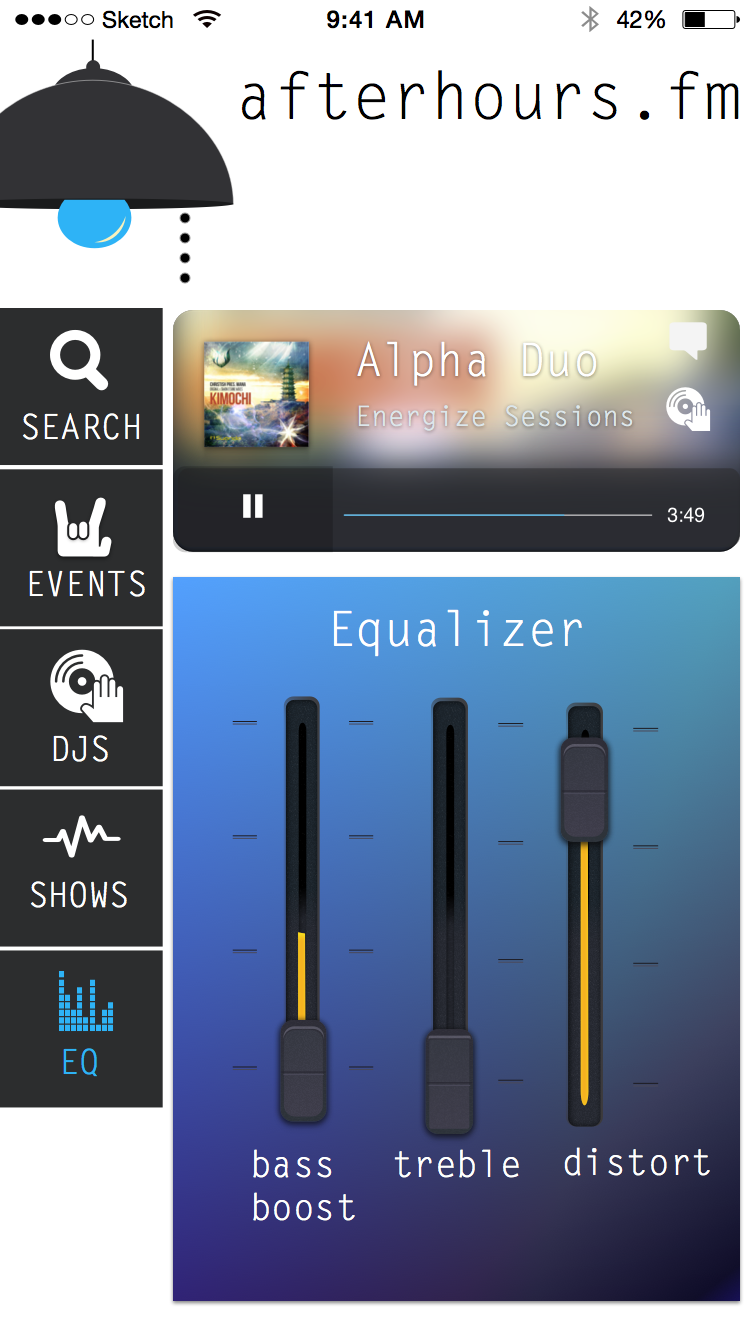 Sketch 9:41 AM 42%
afterhours.fm
SEARCH
EVENTS
DJS
SHOWS
EQ
KIMOCHI
Alpha Duo
Energize Sessions
3:49
Equalizer
bass
boost
treble
distort